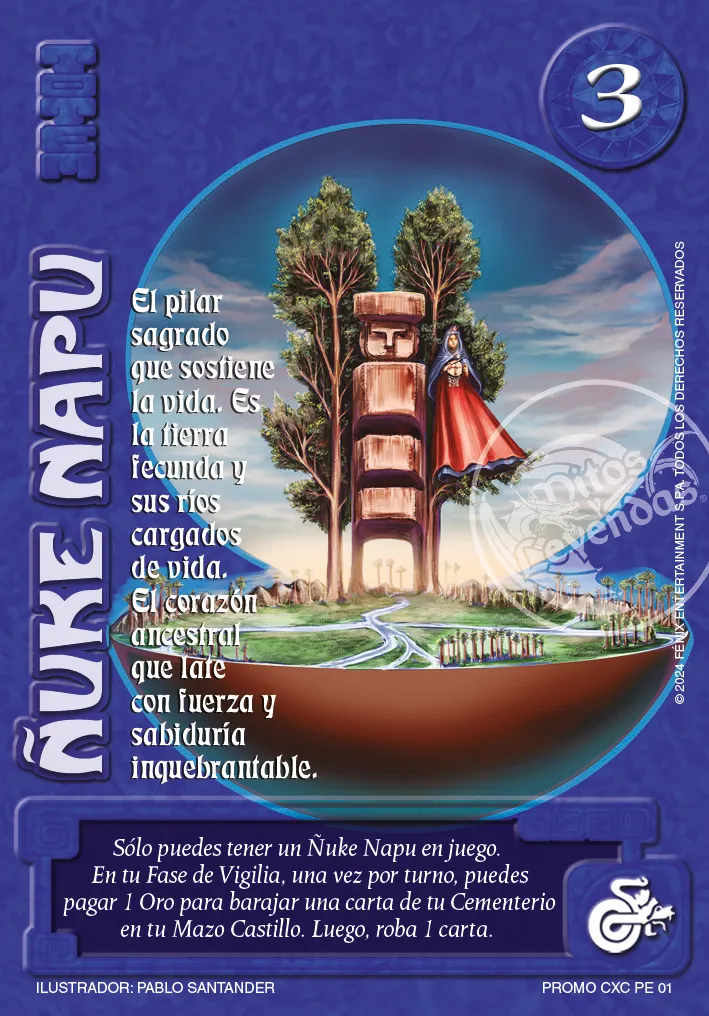 TOTEM
3
ÑUKE NAPU
El pilar
sagrado
que sostiene
la vida. Es
la tierra
fecunda y
sus ríos
cargados
de vida.
El corazón
ancestral
que late
con fuerza y
sabiduría
inquebrantable.
©2024 FÉNIX ENTERTAINMENT S.P.A. TODOS LOS DERECHOS RESERVADOS
Mitos
Leyendas®
Sólo puedes tener un Ñuke Napu en juego.
En tu Fase de Vigilia, una vez por turno, puedes
pagar 1 Oro para barajar una carta de tu Cementerio
en tu Mazo Castillo. Luego, roba 1 carta.
ILUSTRADOR: PABLO SANTANDER
PROMO CXC PE 01